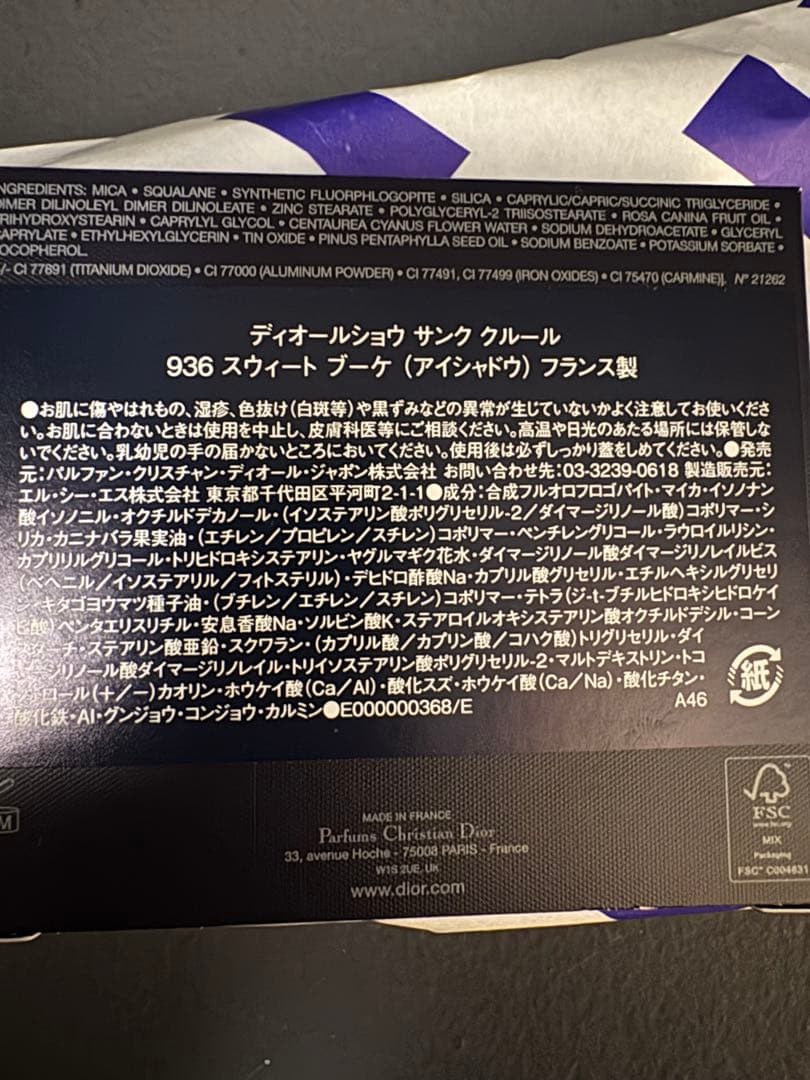 INGREDIENTS: MICA • SQUALANE • SYNTHETIC FLUORPHLOGOPITE • SILICA • CAPRYLIC/CAPRIC/SUCCINIC TRIGLYCERIDE •
DIMER DILINOLEYL DIMER DILINOLEATE • ZINC STEARATE • POLYGLYCERYL-2 TRIISOSTEARATE • ROSA CANINA FRUIT OIL •
TRIHYDROXYSTEARIN • CAPRYLYL GLYCOL • CENTAUREA CYANUS FLOWER WATER • SODIUM DEHYDROACETATE • GLYCERYL
CAPRYLATE • ETHYLHEXYLGLYCERIN • TIN OXIDE • PINUS PENTAPHYLLA SEED OIL • SODIUM BENZOATE • POTASSIUM SORBATE •
TOCOPHEROL.
/- CI 77891 (TITANIUM DIOXIDE) • CI 77000 (ALUMINUM POWDER) • CI 77491, CI 77499 (IRON OXIDES) • CI 75470 (CARMINE)]. N° 21262
ディオールショウ サンク クルール
936 スウィート ブーケ (アイシャドウ) フランス製
●お肌に傷やはれもの、湿疹、色抜け(白斑等)や黒ずみなどの異常が生じていないかよく注意してお使いくださ
い。お肌に合わないときは使用を中止し、皮膚科医等にご相談ください。高温や日光のあたる場所には保管しな
いでください。乳幼児の手の届かないところにおいてください。使用後は必ずしっかり蓋をしめてください。●発売
元:パルファン・クリスチャン・ディオール・ジャポン株式会社 お問い合わせ先:03-3239-0618 製造販売元:
エル・シー・エス株式会社 東京都千代田区平河町2-1-1●成分:合成フルオロフロゴパイト・マイカ・イソノナン
酸イソノニル・オクチルドデカノール・(イソステアリン酸ポリグリセリル-2/ダイマージリノール酸)コポリマー・シ
リカ・カニナバラ果実油・(エチレン/プロピレン/スチレン)コポリマー・ペンチレングリコール・ラウロイルリシン・
カプリリルグリコール・トリヒドロキシステアリン・ヤグルマギク花水・ダイマージリノール酸ダイマージリノレイルビス
(ベヘニル/イソステアリル/フィトステリル)・デヒドロ酢酸Na・カプリル酸グリセリル・エチルヘキシルグリセリ
ン・キタゴヨウマツ種子油・(ブチレン/エチレン/スチレン)コポリマー・テトラ(ジ-t-ブチルヒドロキシヒドロケイ
ヒ酸)ペンタエリスリチル・安息香酸Na・ソルビン酸K・ステアロイルオキシステアリン酸オクチルドデシル・コーン
スターチ・ステアリン酸亜鉛・スクワラン・(カプリル酸/カプリン酸/コハク酸)トリグリセリル・ダイ
マージリノール酸ダイマージリノレイル・トリイソステアリン酸ポリグリセリル-2・マルトデキストリン・トコ
フェロール(+/−)カオリン・ホウケイ酸(Ca/Al)・酸化スズ・ホウケイ酸(Ca/Na)・酸化チタン・
酸化鉄・Al・グンジョウ・コンジョウ・カルミン●E000000368/E
A46
紙
M
MADE IN FRANCE
Parfums Christian Dior
33, avenue Hoche - 75008 PARIS - France
W1S 2UE, UK
www.dior.com
FSC
www.fsc.org
MIX
Packaging
FSC™ C004631